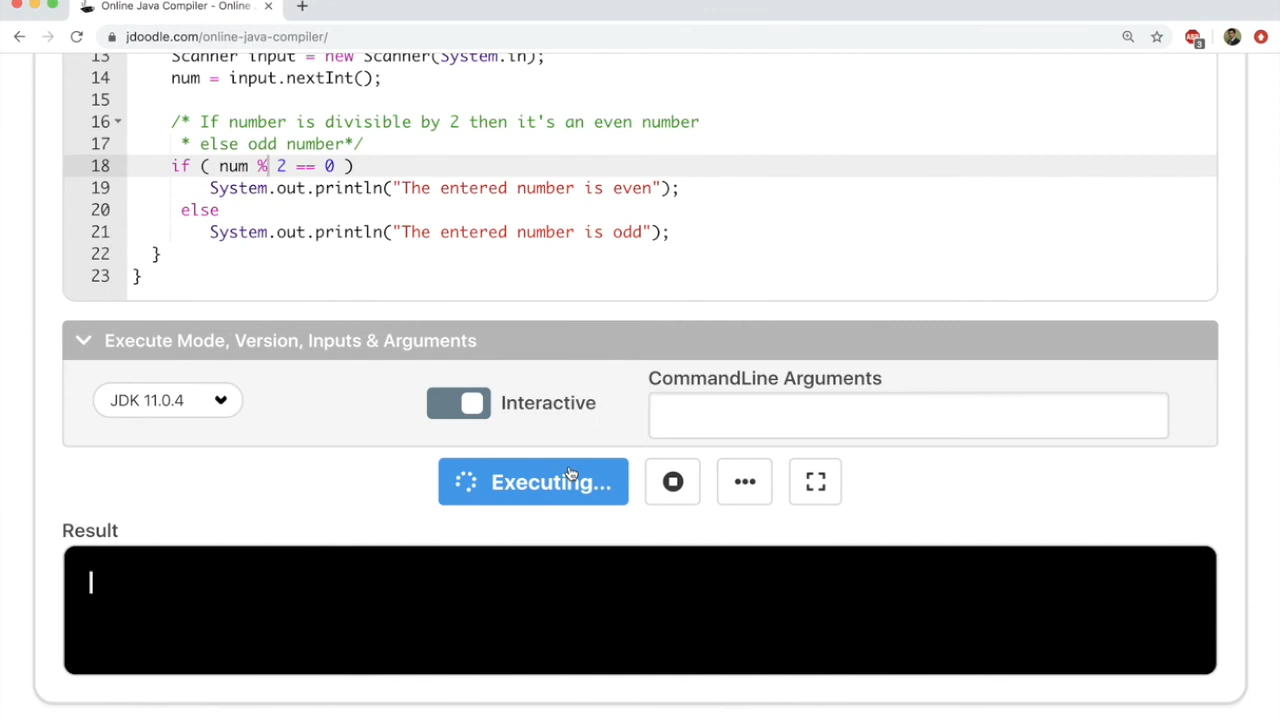 Online Java Compiler - Online
jdoodle.com/online-java-compiler/
3
13 Scanner input = new Scanner(System.in);
14 num = input.nextInt();
15
16 /* If number is divisible by 2 then it's an even number
17 * else odd number*/
18 if ( num % 2 == 0 )
19 System.out.println("The entered number is even");
20 else
21 System.out.println("The entered number is odd");
22 }
23 }
Execute Mode, Version, Inputs & Arguments
CommandLine Arguments
JDK 11.0.4
Interactive
Executing...
Result